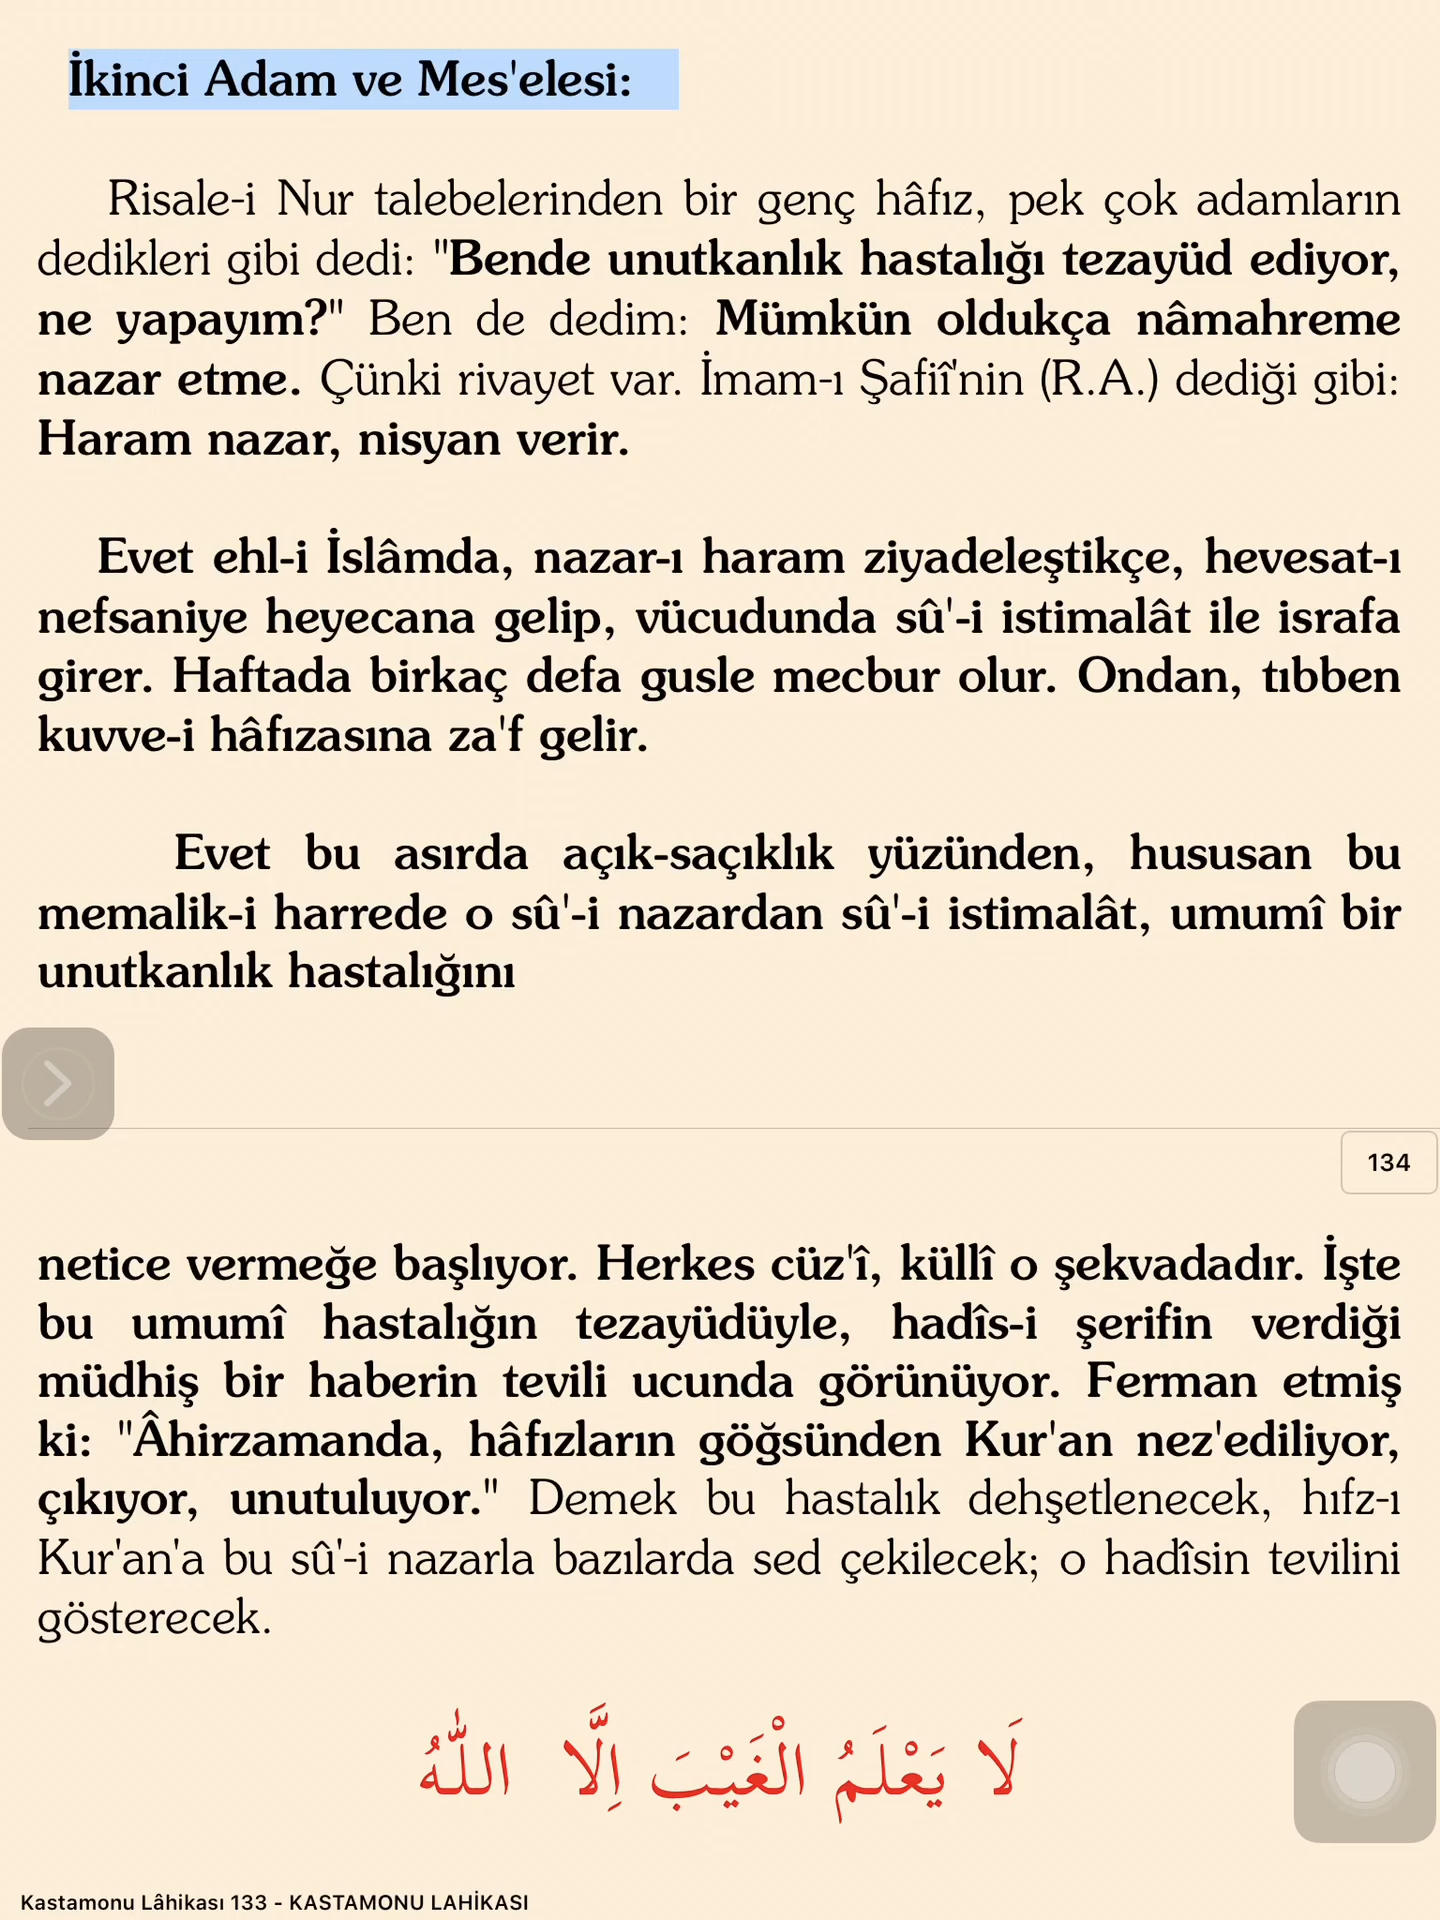 İkinci Adam ve Mes'elesi:
Risale-i Nur talebelerinden bir genç hâfız, pek çok adamların
dedikleri gibi dedi: "Bende unutkanlık hastalığı tezayüd ediyor,
ne yapayım?" Ben de dedim: Mümkün oldukça nâmahreme
nazar etme. Çünki rivayet var. İmam-ı Şafiî'nin (R.A.) dediği gibi:
Haram nazar, nisyan verir.
Evet ehl-i İslâmda, nazar-ı haram ziyadeleştikçe, hevesat-ı
nefsaniye heyecana gelip, vücudunda sû'-i istimalât ile israfa
girer. Haftada birkaç defa gusle mecbur olur. Ondan, tıbben
kuvve-i hâfızasına za'f gelir.
Evet bu asırda açık-saçıklık yüzünden, hususan bu
memalik-i harrede o sû'-i nazardan sû'-i istimalât, umumî bir
unutkanlık hastalığını
134
netice vermeğe başlıyor. Herkes cüz'î, küllî o şekvadadır. İşte
bu umumî hastalığın tezayüdüyle, hadîs-i şerifin verdiği
müdhiş bir haberin tevili ucunda görünüyor. Ferman etmiş
ki: "Âhirzamanda, hâfızların göğsünden Kur'an nez'ediliyor,
çıkıyor, unutuluyor." Demek bu hastalık dehşetlenecek, hıfz-ı
Kur'an'a bu sû'-i nazarla bazılarda sed çekilecek; o hadîsin tevilini
gösterecek.
لَا يَعْلَمُ الْغَيْبَ اِلَّا اللّٰهُ
Kastamonu Lâhikası 133 - KASTAMONU LAHİKASI